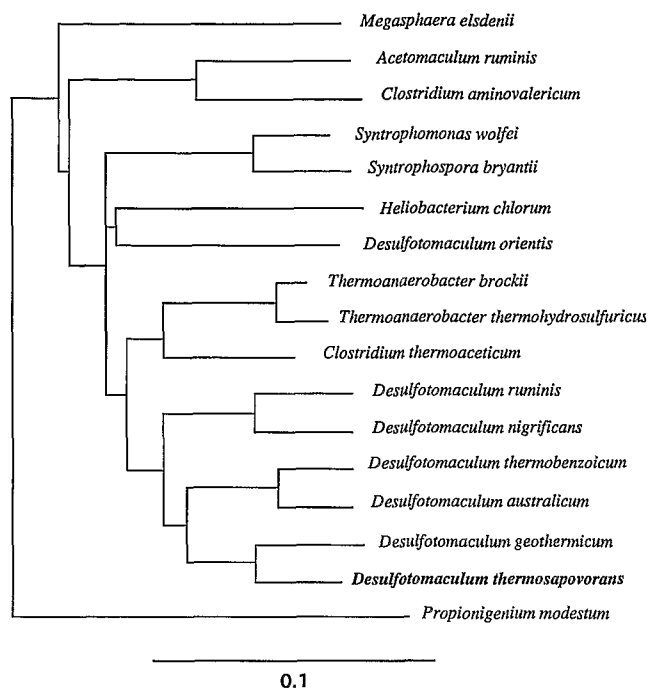 Megasphaera elsdenii
Acetomaculum ruminis
Clostridium aminovalericum
Syntrophomonas wolfei
Syntrophospora bryantii
Heliobacterium chlorum
Desulfotomaculum orientis
Thermoanaerobacter brockii
Thermoanaerobacter thermohydrosulfuricus
Clostridium thermoaceticum
Desulfotomaculum ruminis
Desulfotomaculum nigrificans
Desulfotomaculum thermobenzoicum
Desulfotomaculum australicum
Desulfotomaculum geothermicum
Desulfotomaculum thermosapovorans
Propionigenium modestum
0.1